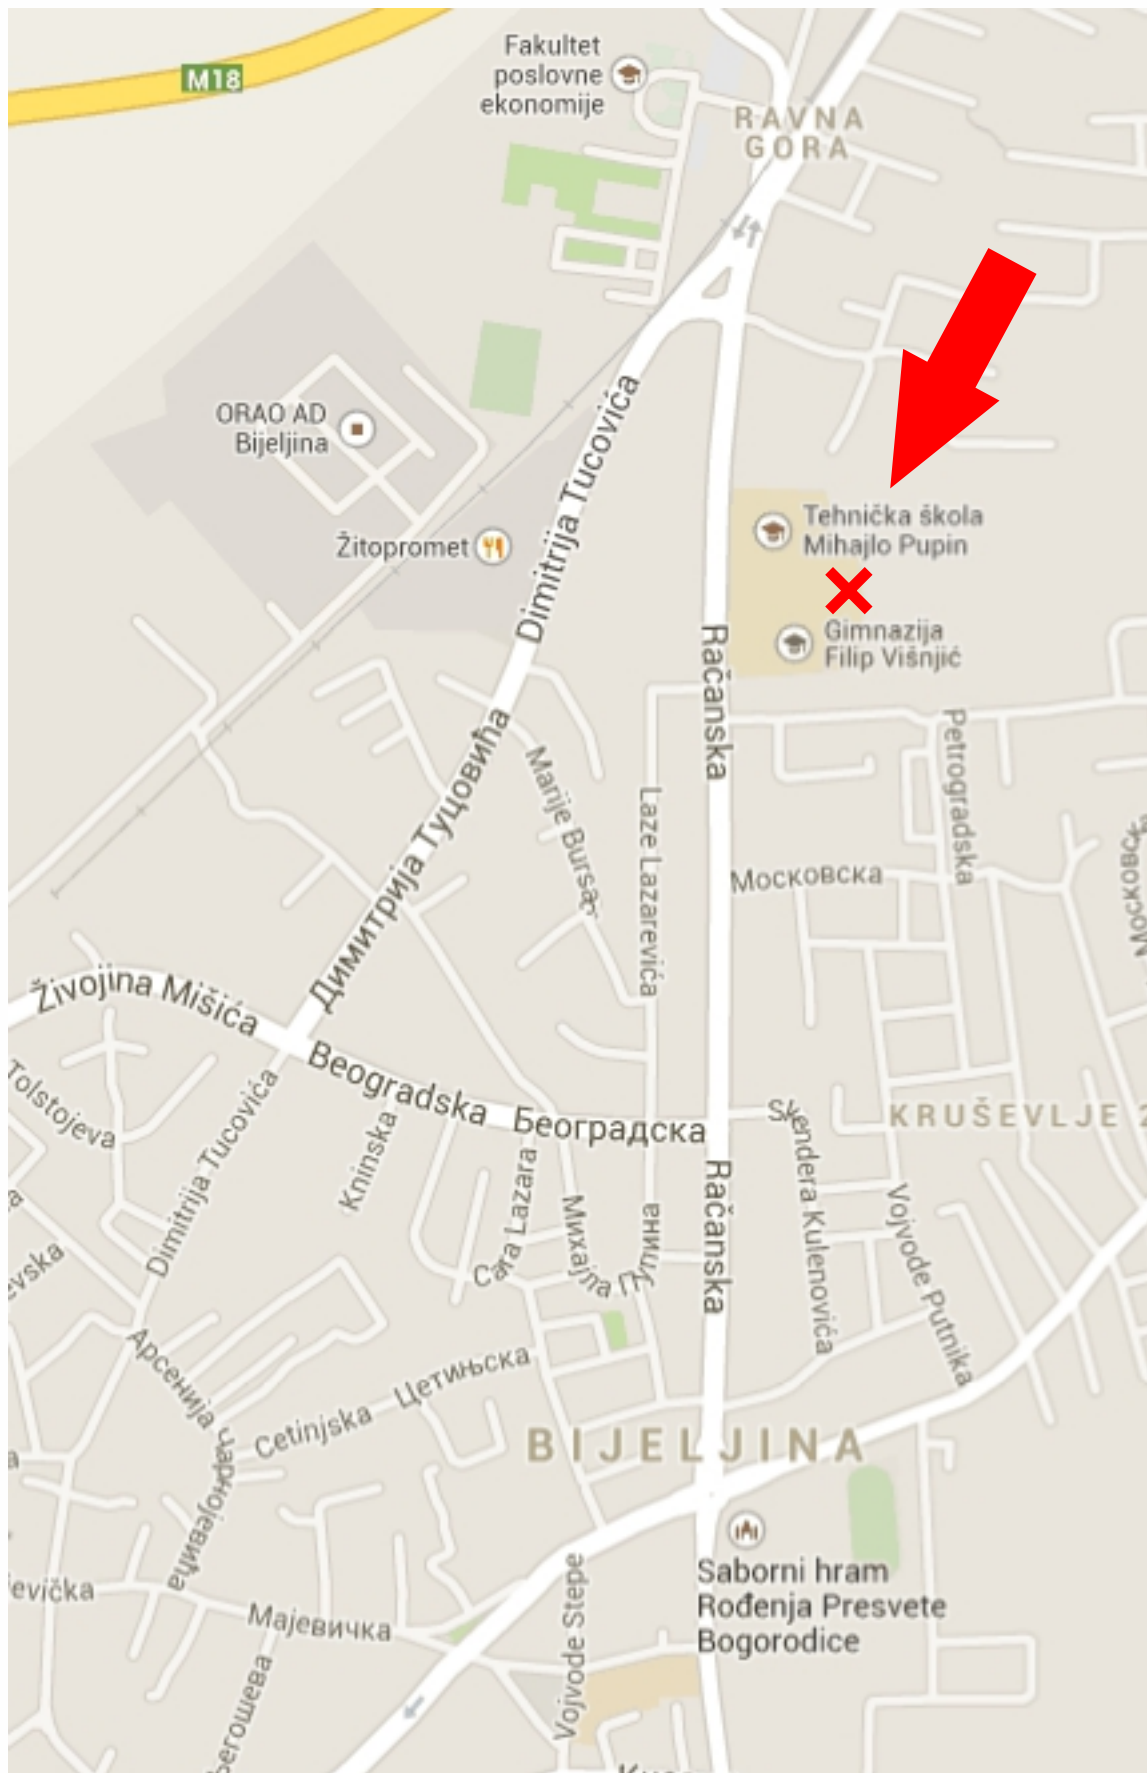 M18
Fakultet
poslovne
ekonomije
RAVNA
GORA
ORAO AD
Bijeljina
Žitopromet
Dimitrija Tucovića
Tehnička škola
Mihajlo Pupin
Gimnazija
Filip Višnjić
Račanska
Petrogradska
Димитрија Туцовића
Marije Bursać
Laze Lazarevića
Московска
Živojina Mišića
Beogradska
Београдска
Tolstojeva
Dimitrija Tucovića
Kninska
Cara Lazara
Михајла Пупина
Račanska
Skendera Kulenovića
KRUŠEVLJE 2
Vojvode Putnika
Арсенија Чарнојевића
Cetinjska
Цетињска
BIJELJINA
Saborni hram
Rođenja Presvete
Bogorodice
evička
Мајевичка
Vojvode Stepe